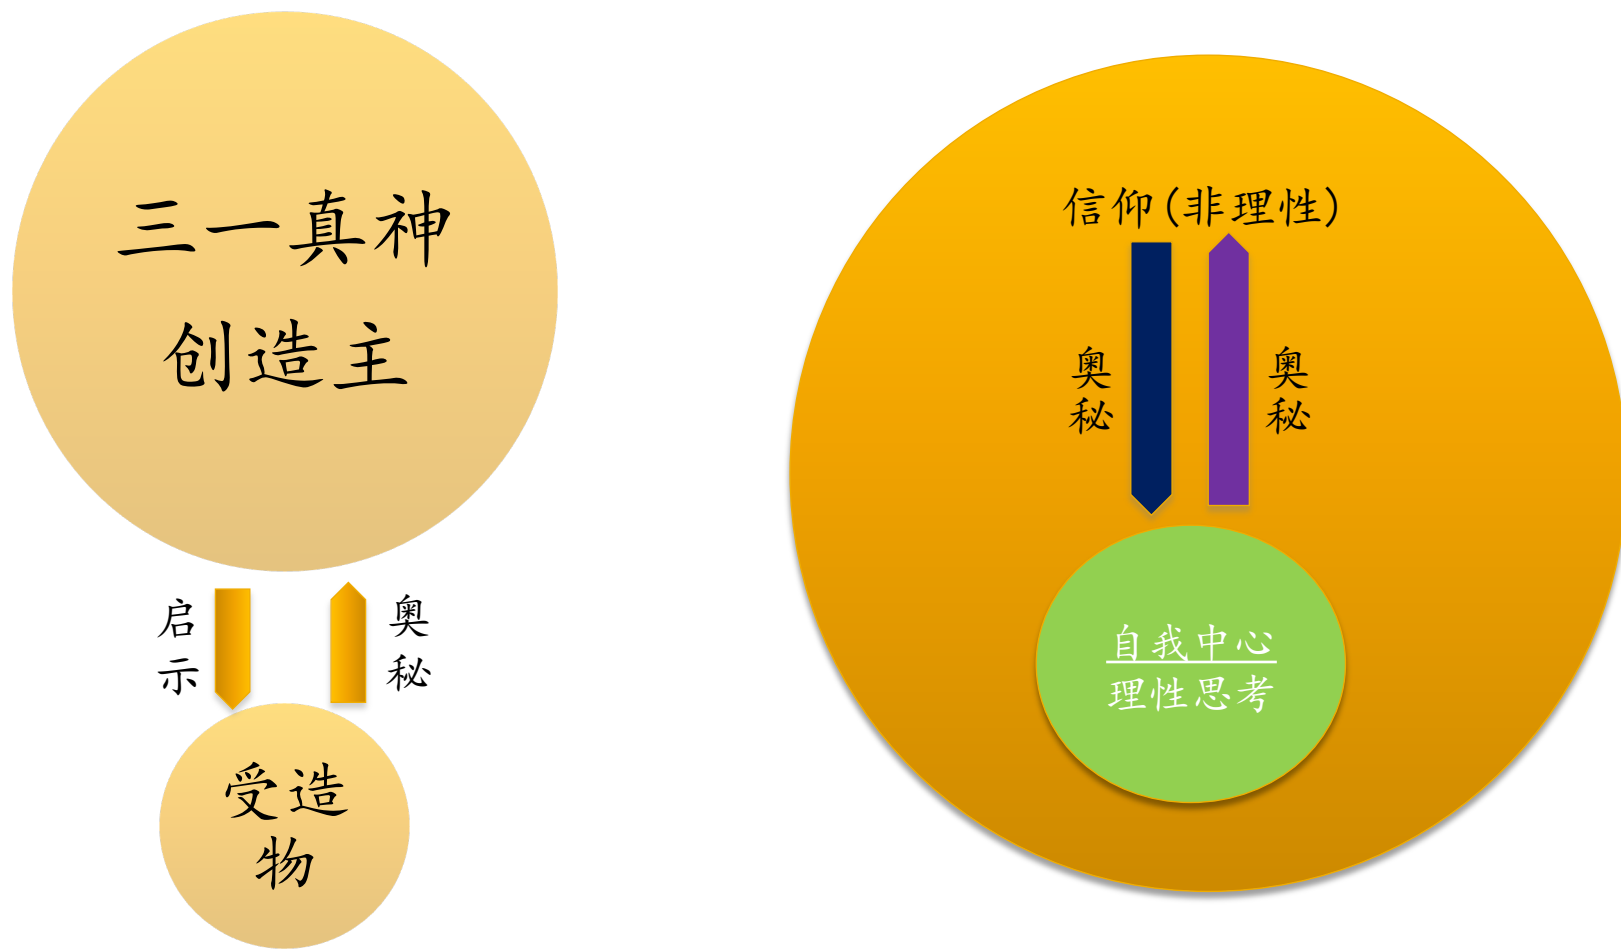 三一真神
创造主
启示
奥秘
受造
物
信仰(非理性)
奥秘
奥秘
自我中心
理性思考